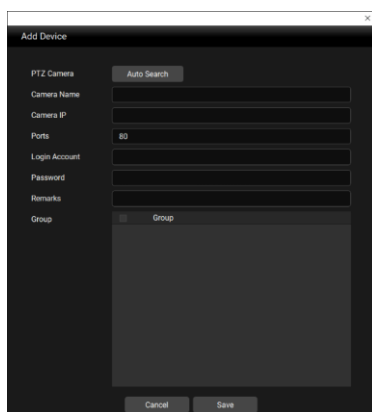 Add Device
PTZ Camera Auto Search
Camera Name
Camera IP
Ports 80
Login Account
Password
Remarks
Group Group
Cancel Save